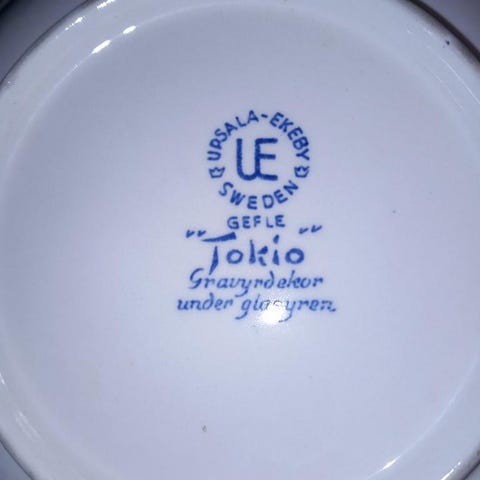 UPSALA-EKEBY
UE
SWEDEN
GEFLE
"Tokio"
Gravyrdekor
under glasyren